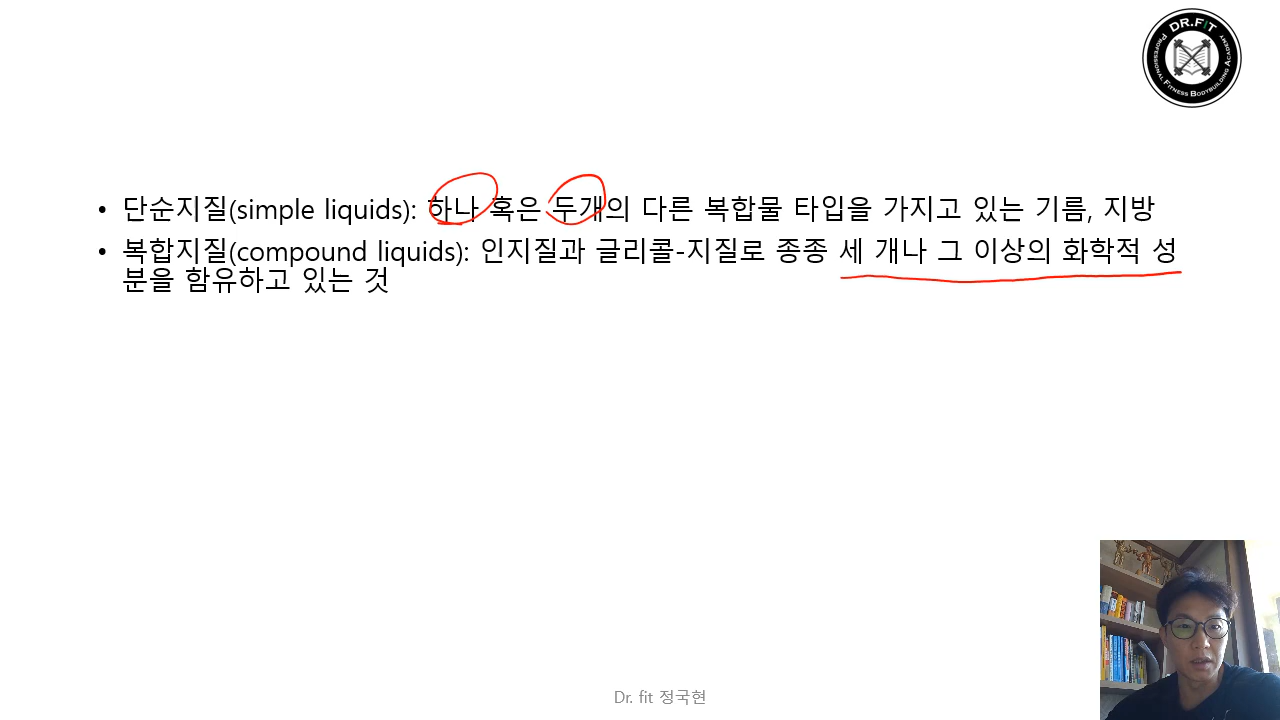 DR.FIT
PROFESSIONAL FITNESS BODYBUILDING ACADEMY
• 단순지질(simple liquids): 하나 혹은 두개의 다른 복합물 타입을 가지고 있는 기름, 지방
• 복합지질(compound liquids): 인지질과 글리콜-지질로 종종 세 개나 그 이상의 화학적 성
분을 함유하고 있는 것
Dr. fit 정국현